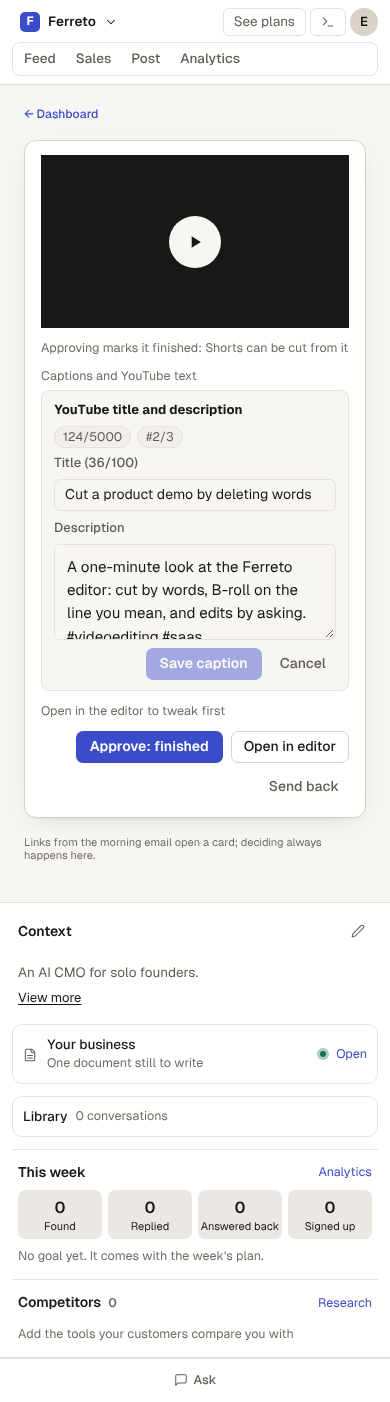 F Ferreto See plans E
Feed Sales Post Analytics
← Dashboard
Approving marks it finished: Shorts can be cut from it
Captions and YouTube text
YouTube title and description
124/5000 #2/3
Title (36/100)
Cut a product demo by deleting words
Description
A one-minute look at the Ferreto
editor: cut by words, B-roll on the
line you mean, and edits by asking.
#videoediting #saas
Save caption Cancel
Open in the editor to tweak first
Approve: finished Open in editor
Send back
Links from the morning email open a card; deciding always
happens here.
Context
An AI CMO for solo founders.
View more
Your business
One document still to write
Open
Library 0 conversations
This week Analytics
0 0 0 0
Found Replied Answered back Signed up
No goal yet. It comes with the week's plan.
Competitors 0 Research
Add the tools your customers compare you with
Ask